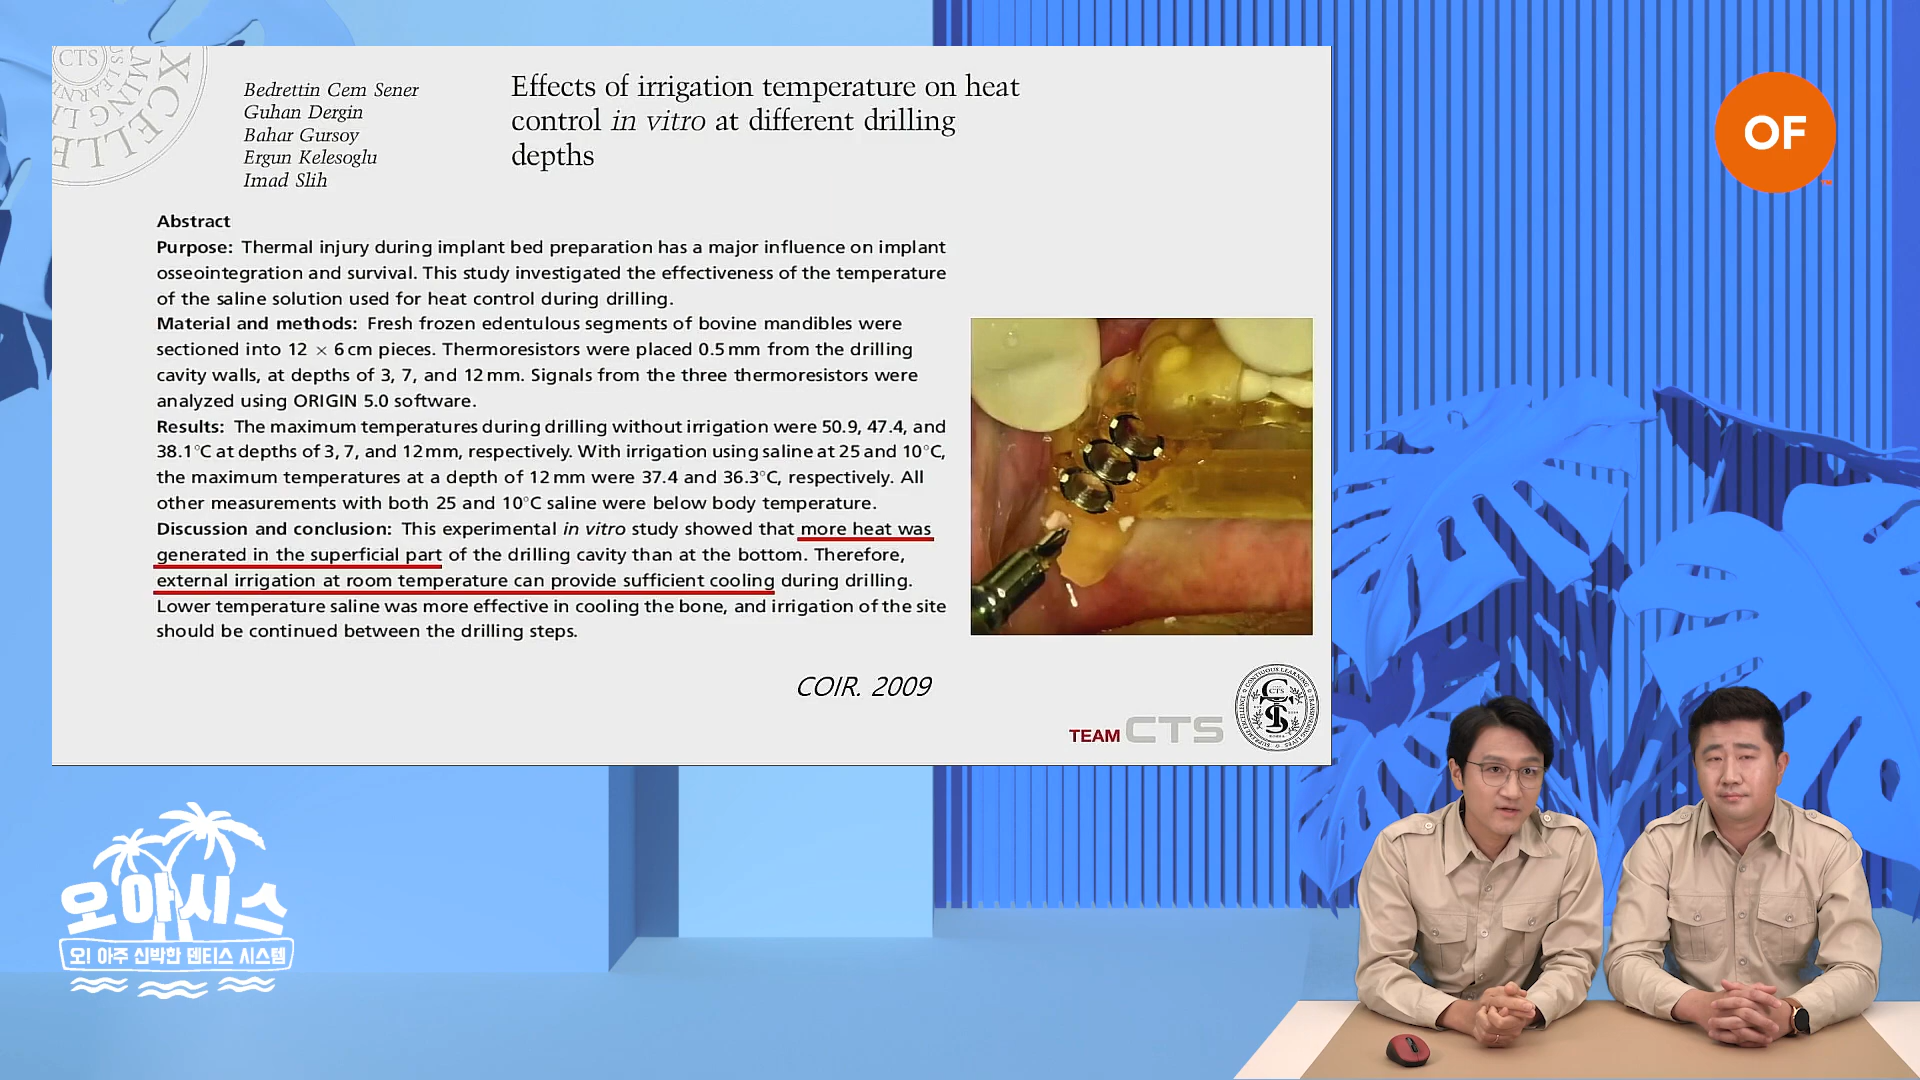 Bedrettin Cem Sener
Guhan Dergin
Bahar Gursoy
Ergun Kelesoglu
Imad Slih
Effects of irrigation temperature on heat
control in vitro at different drilling
depths
Abstract
Purpose: Thermal injury during implant bed preparation has a major influence on implant
osseointegration and survival. This study investigated the effectiveness of the temperature
of the saline solution used for heat control during drilling.
Material and methods: Fresh frozen edentulous segments of bovine mandibles were
sectioned into 12 × 6 cm pieces. Thermoresistors were placed 0.5 mm from the drilling
cavity walls, at depths of 3, 7, and 12 mm. Signals from the three thermoresistors were
analyzed using ORIGIN 5.0 software.
Results: The maximum temperatures during drilling without irrigation were 50.9, 47.4, and
38.1°C at depths of 3, 7, and 12 mm, respectively. With irrigation using saline at 25 and 10°C,
the maximum temperatures at a depth of 12 mm were 37.4 and 36.3°C, respectively. All
other measurements with both 25 and 10°C saline were below body temperature.
Discussion and conclusion: This experimental in vitro study showed that more heat was
generated in the superficial part of the drilling cavity than at the bottom. Therefore,
external irrigation at room temperature can provide sufficient cooling during drilling.
Lower temperature saline was more effective in cooling the bone, and irrigation of the site
should be continued between the drilling steps.
COIR. 2009
TEAM CTS
CTS
OF
오아시스
오! 아주 신박한 덴티스 시스템